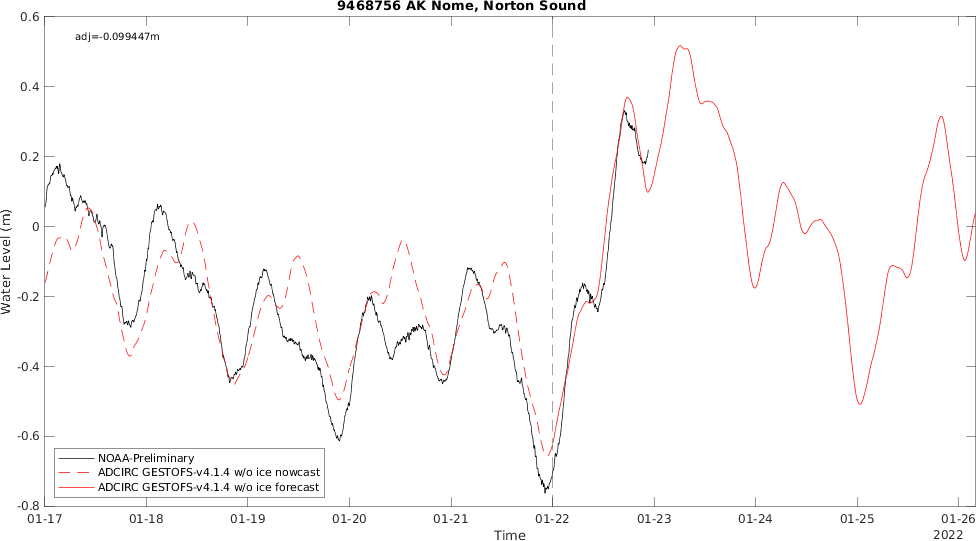 9468756 AK Nome, Norton Sound
adj=-0.099447m
0.6
0.4
0.2
0
-0.2
-0.4
-0.6
-0.8
Water Level (m)
NOAA-Preliminary
ADCIRC GESTOFS-v4.1.4 w/o ice nowcast
ADCIRC GESTOFS-v4.1.4 w/o ice forecast
01-17 01-18 01-19 01-20 01-21 01-22 01-23 01-24 01-25 01-26
Time
2022